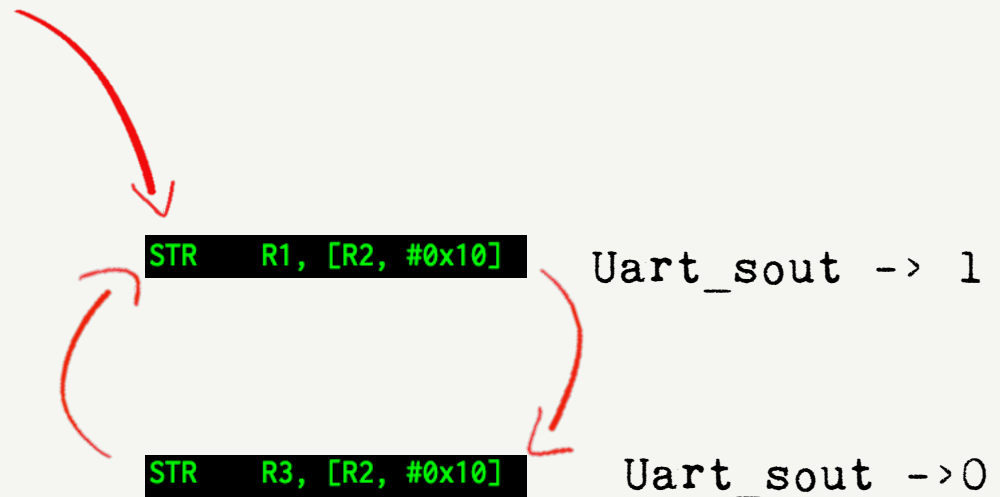 STR R1, [R2, #0x10] Uart_sout -> 1
STR R3, [R2, #0x10] Uart_sout ->0